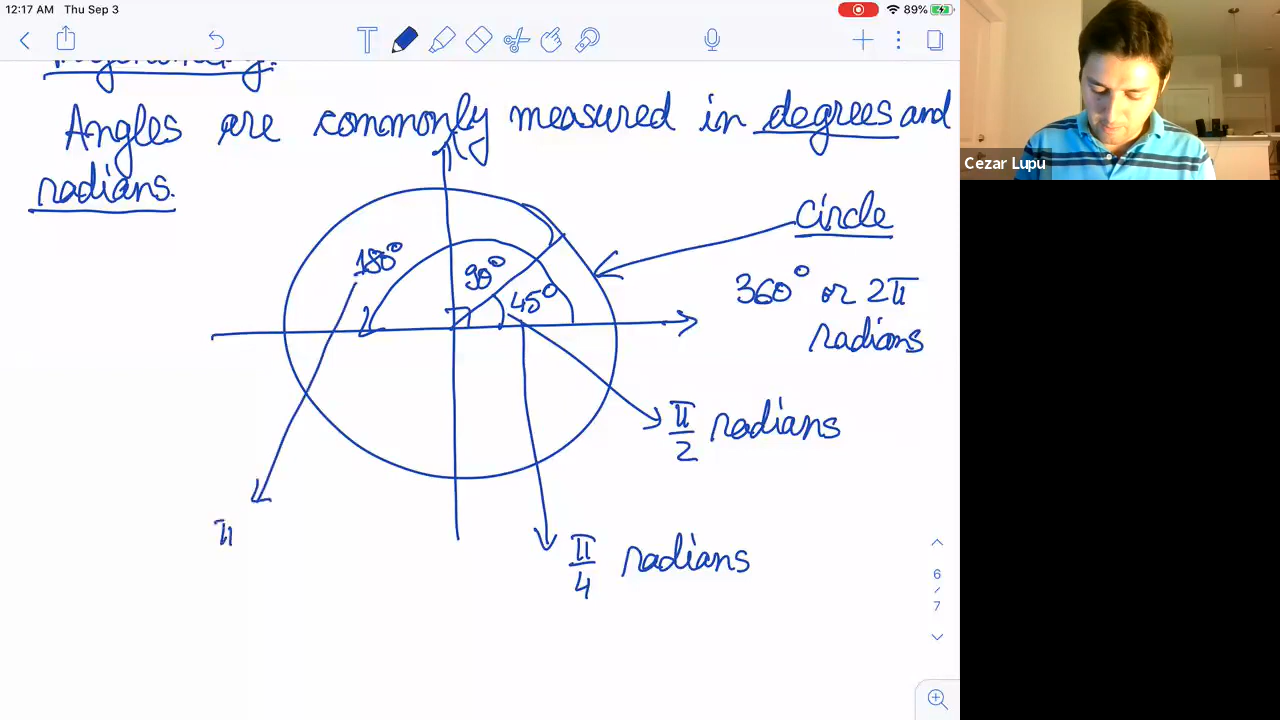 12:17 AM Thu Sep 3
89%
Angles are commonly measured in degrees and
radians.
Cezar Lupu
circle
180°
90°
45°
360° or 2π
radians
π/2 radians
π
π/4 radians
6
/
7
T